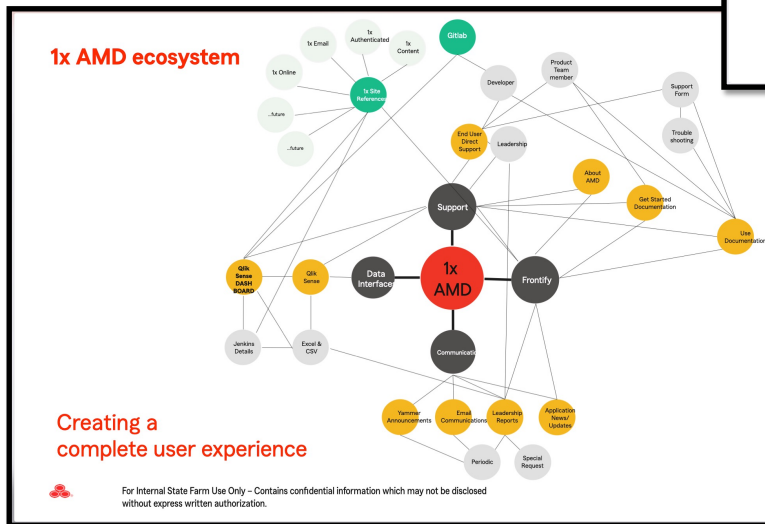 1x AMD ecosystem
1x Email
1x
Authenticated
1x
Content
Gitlab
1x Online
1x Site
References
...future
...future
Developer
Product
Team
member
Support
Form
End User
Direct
Support
Leadership
Trouble
shooting
About
AMD
Get Started
Documentation
Support
Use
Documentation
Qlik
Sense
DASH
BOARD
Qlik
Sense
Data
Interface
1x
AMD
Frontify
Jenkins
Details
Excel &
CSV
Communicati
Yammer
Announcements
Email
Communications
Leadership
Reports
Application
News/
Updates
Periodic
Special
Request
Creating a
complete user experience
For Internal State Farm Use Only – Contains confidential information which may not be disclosed
without express written authorization.